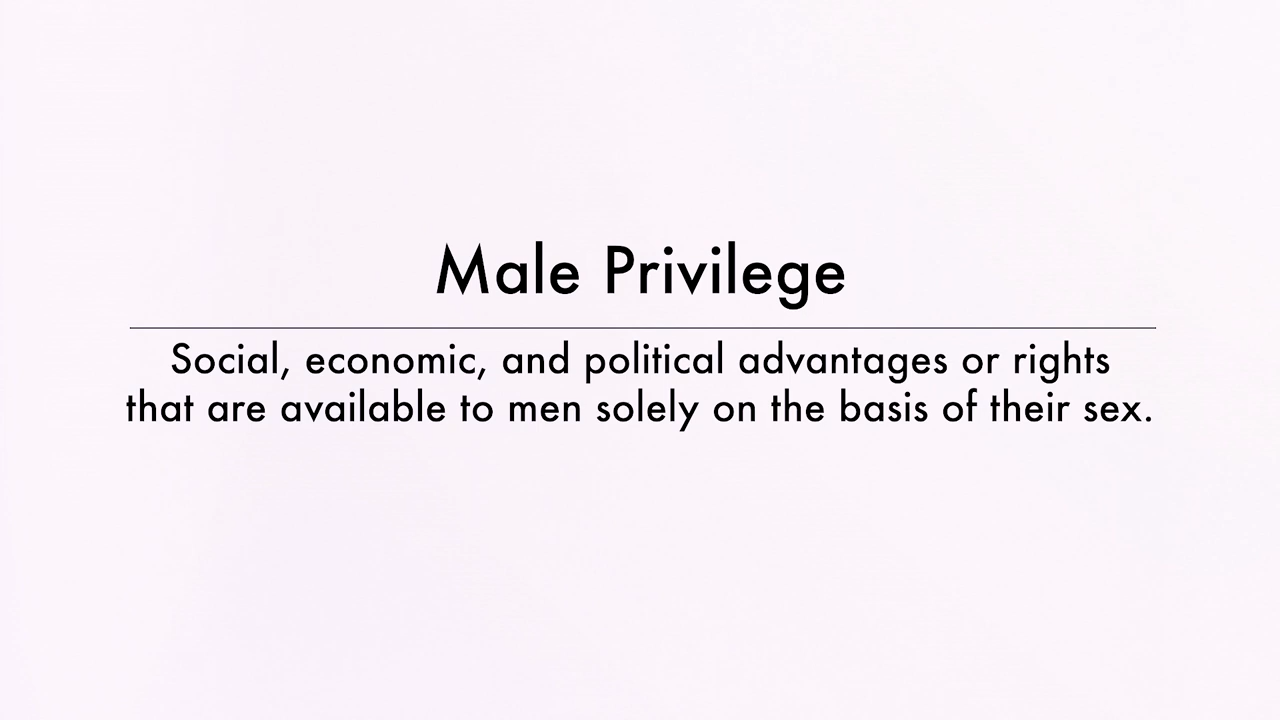 Male Privilege
Social, economic, and political advantages or rights
that are available to men solely on the basis of their sex.